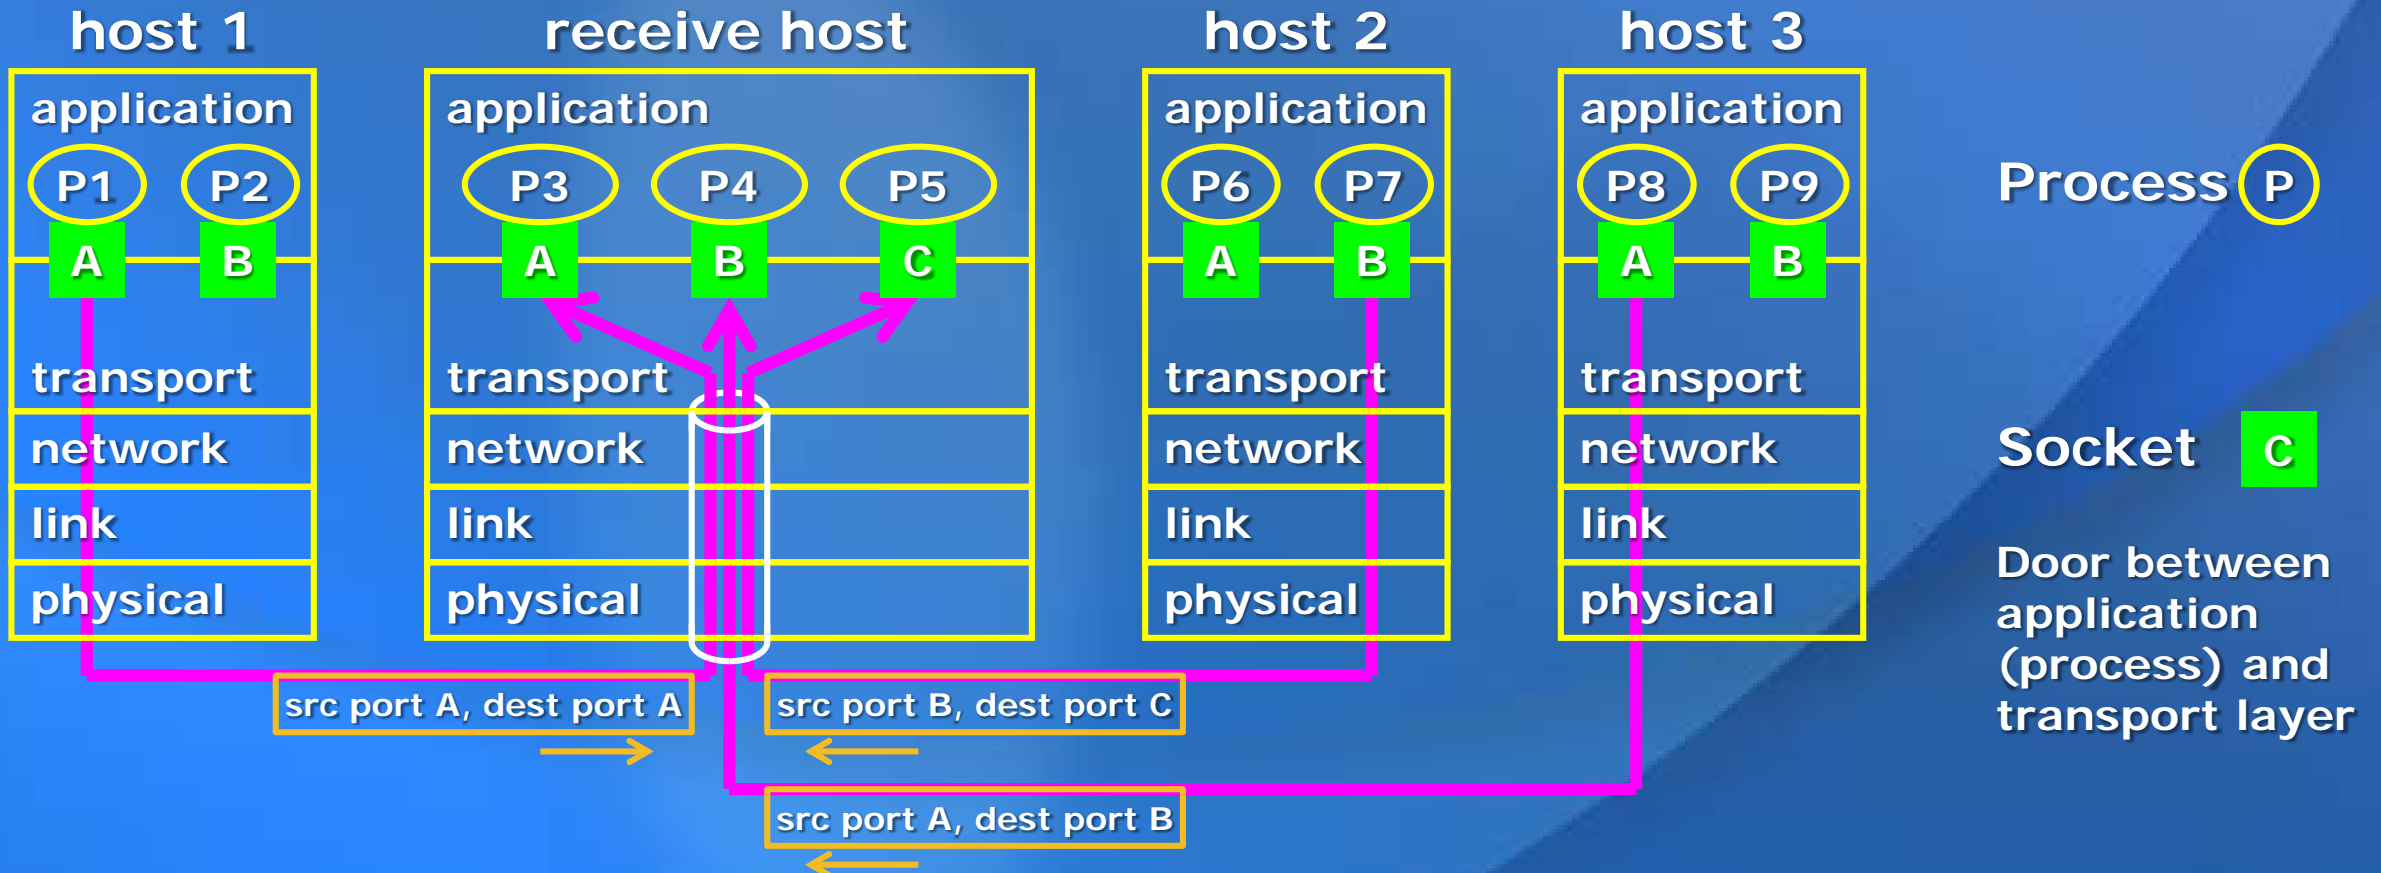 host 1
receive host
host 2
host 3
application
application
application
application
P1 P2
P3 P4 P5
P6 P7
P8 P9
Process P
A B
A B C
A B
A B
transport
transport
transport
transport
network
network
network
network
Socket C
link
link
link
link
physical
physical
physical
physical
Door between
application
(process) and
transport layer
src port A, dest port A
src port B, dest port C
src port A, dest port B